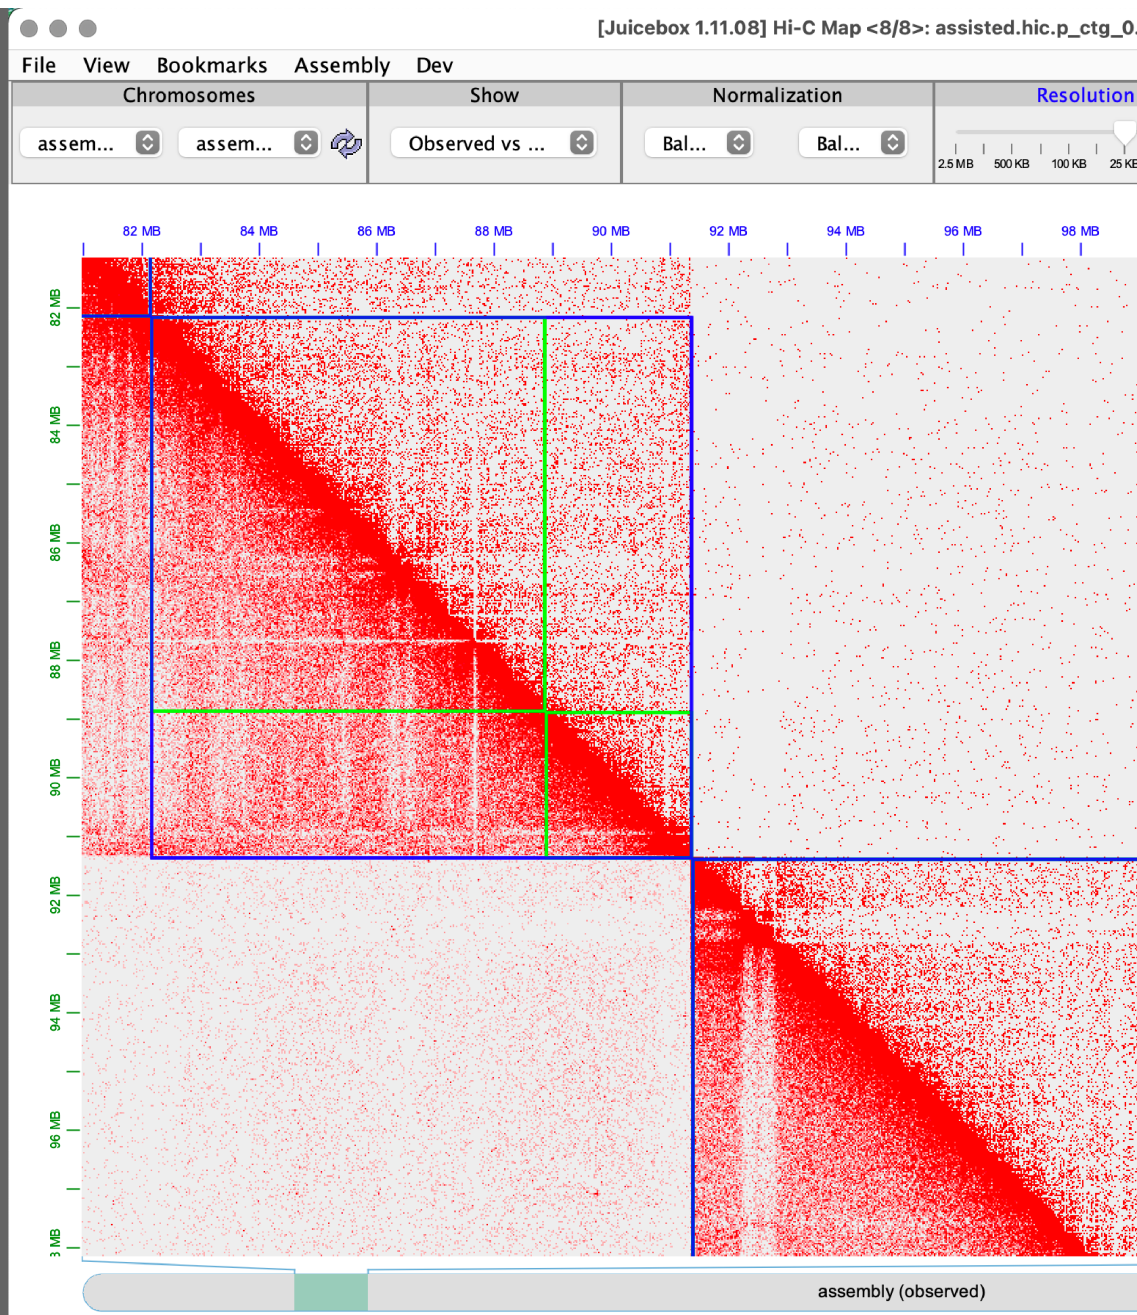 [Juicebox 1.11.08] Hi-C Map <8/8>: assisted.hic.p_ctg_0.
File View Bookmarks Assembly Dev
Chromosomes Show Normalization Resolution
assem... assem... Observed vs ... Bal... Bal...
2.5 MB 500 KB 100 KB 25 KB
82 MB 84 MB 86 MB 88 MB 90 MB 92 MB 94 MB 96 MB 98 MB
82 MB
84 MB
86 MB
88 MB
90 MB
92 MB
94 MB
96 MB
MB
assembly (observed)